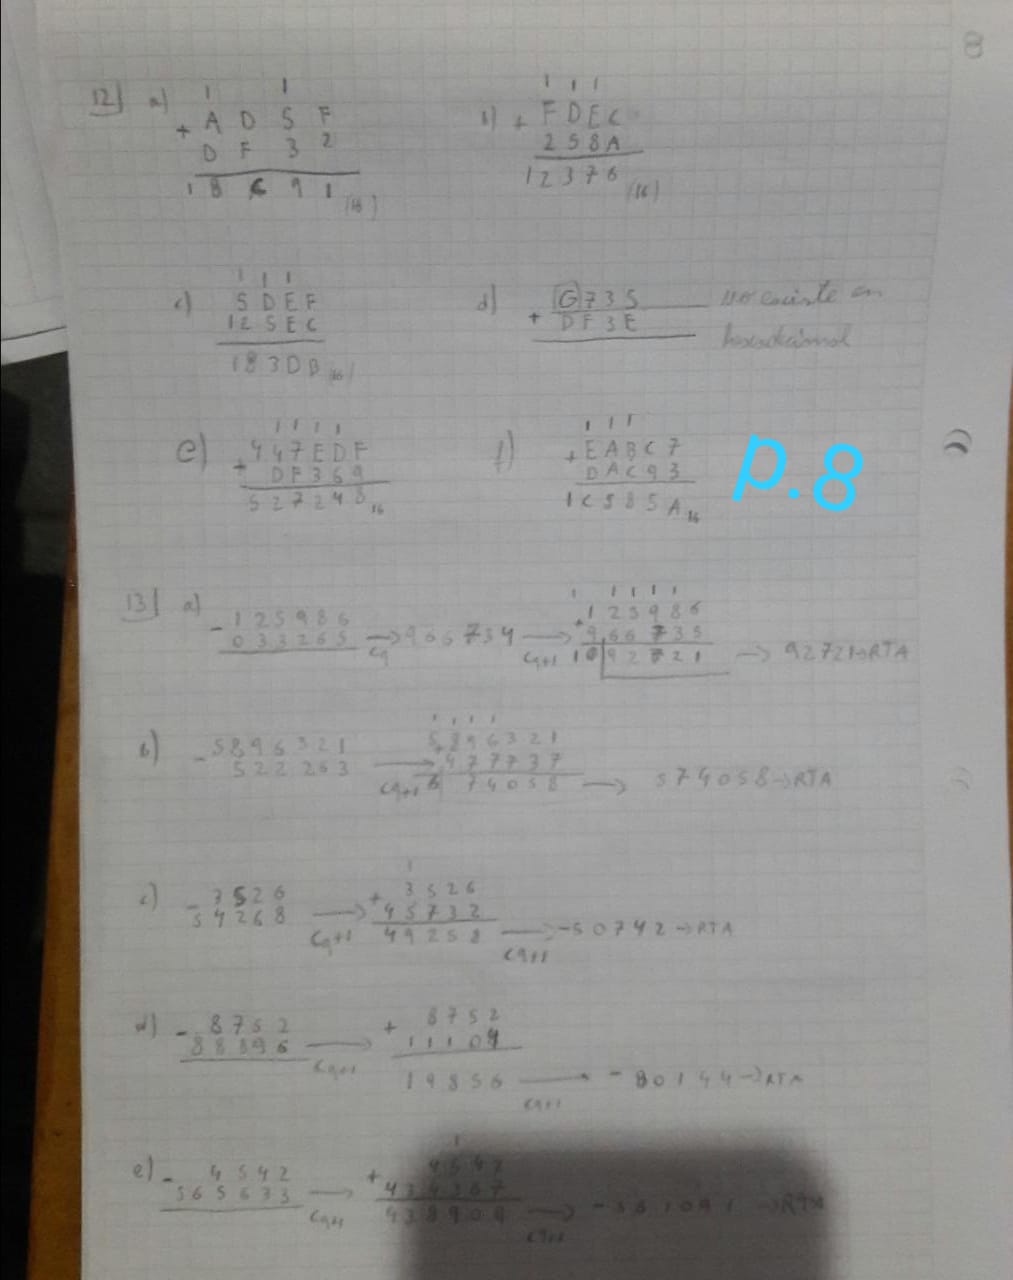 8
12) a) 1 1 b) 1 1 1
+ A D 5 F + F D E C
D F 3 2 2 5 8 A
1 8 C 9 1 (16) 1 2 3 7 6 (16)
1 1 1
c) 5 D E F d) + G 7 3 5 no existe en
1 2 5 E C D F 3 E hexadecimal
1 8 3 D B (16)
1 1 1 1 1 1 1
e) + 4 4 7 E D F f) + E A B C 7
D F 3 6 9 D A C 9 3
5 2 7 2 4 8 16 1 C 5 8 5 A 16
p.8
1 1 1 1 1
13) a) - 1 2 5 9 8 6 + 1 2 5 9 8 6
0 3 3 2 6 5 → C9 9 6 6 7 3 4 → C9+1 9 6 6 7 3 5
1 0 9 2 7 2 1 → 92721→RTA
1 1 1 1
b) - 5 8 9 6 3 2 1 + 5 8 9 6 3 2 1
5 2 2 2 6 3 → C9+1 4 7 7 7 3 7
7 4 0 5 8 → 5 7 4 0 5 8→RTA
1
c) - 3 5 2 6 + 3 5 2 6
5 4 2 6 8 → C9+1 4 5 7 3 2
4 9 2 5 8 → C9+1 -5 0 7 4 2→RTA
d) - 8 7 5 2 + 8 7 5 2
8 8 8 9 6 → C9+1 1 1 1 0 4
1 9 8 5 6 → C9+1 - 8 0 1 4 4→RTA
1
e) - 4 5 4 2 + 4 5 4 2
5 6 5 6 3 3 → C9+1 4 3 4 3 6 7
4 3 8 9 0 9 → C9+1 →RTA